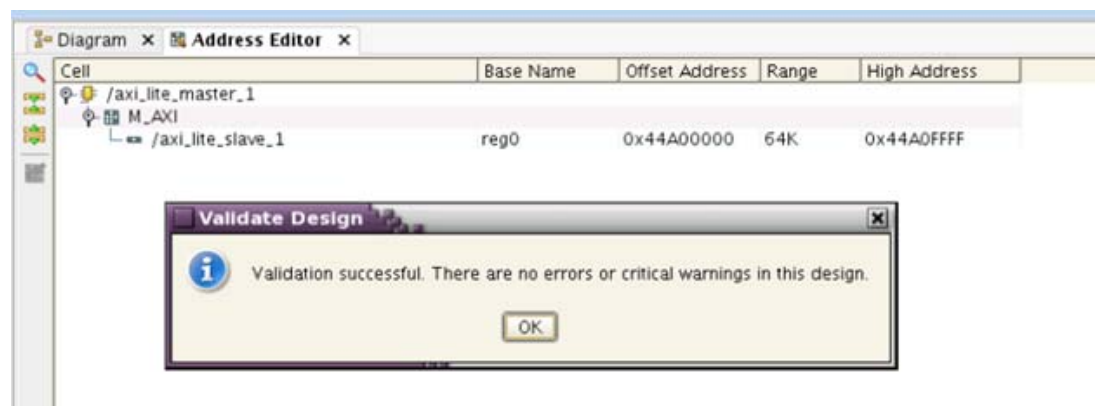 Diagram Address Editor
Cell Base Name Offset Address Range High Address
/axi_lite_master_1
M_AXI
/axi_lite_slave_1 reg0 0x44A00000 64K 0x44A0FFFF
Validate Design
Validation successful. There are no errors or critical warnings in this design.
OK